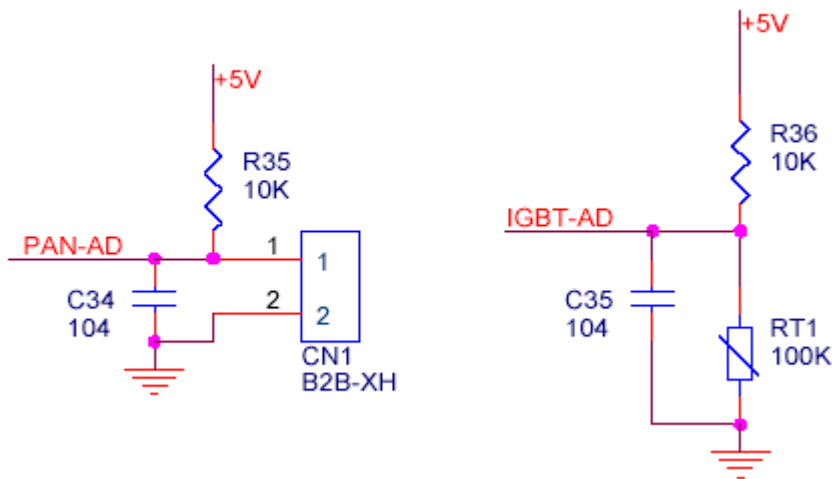 +5V
R35
10K
PAN-AD
1
1
C34
104
2
2
CN1
B2B-XH
+5V
R36
10K
IGBT-AD
C35
104
RT1
100K